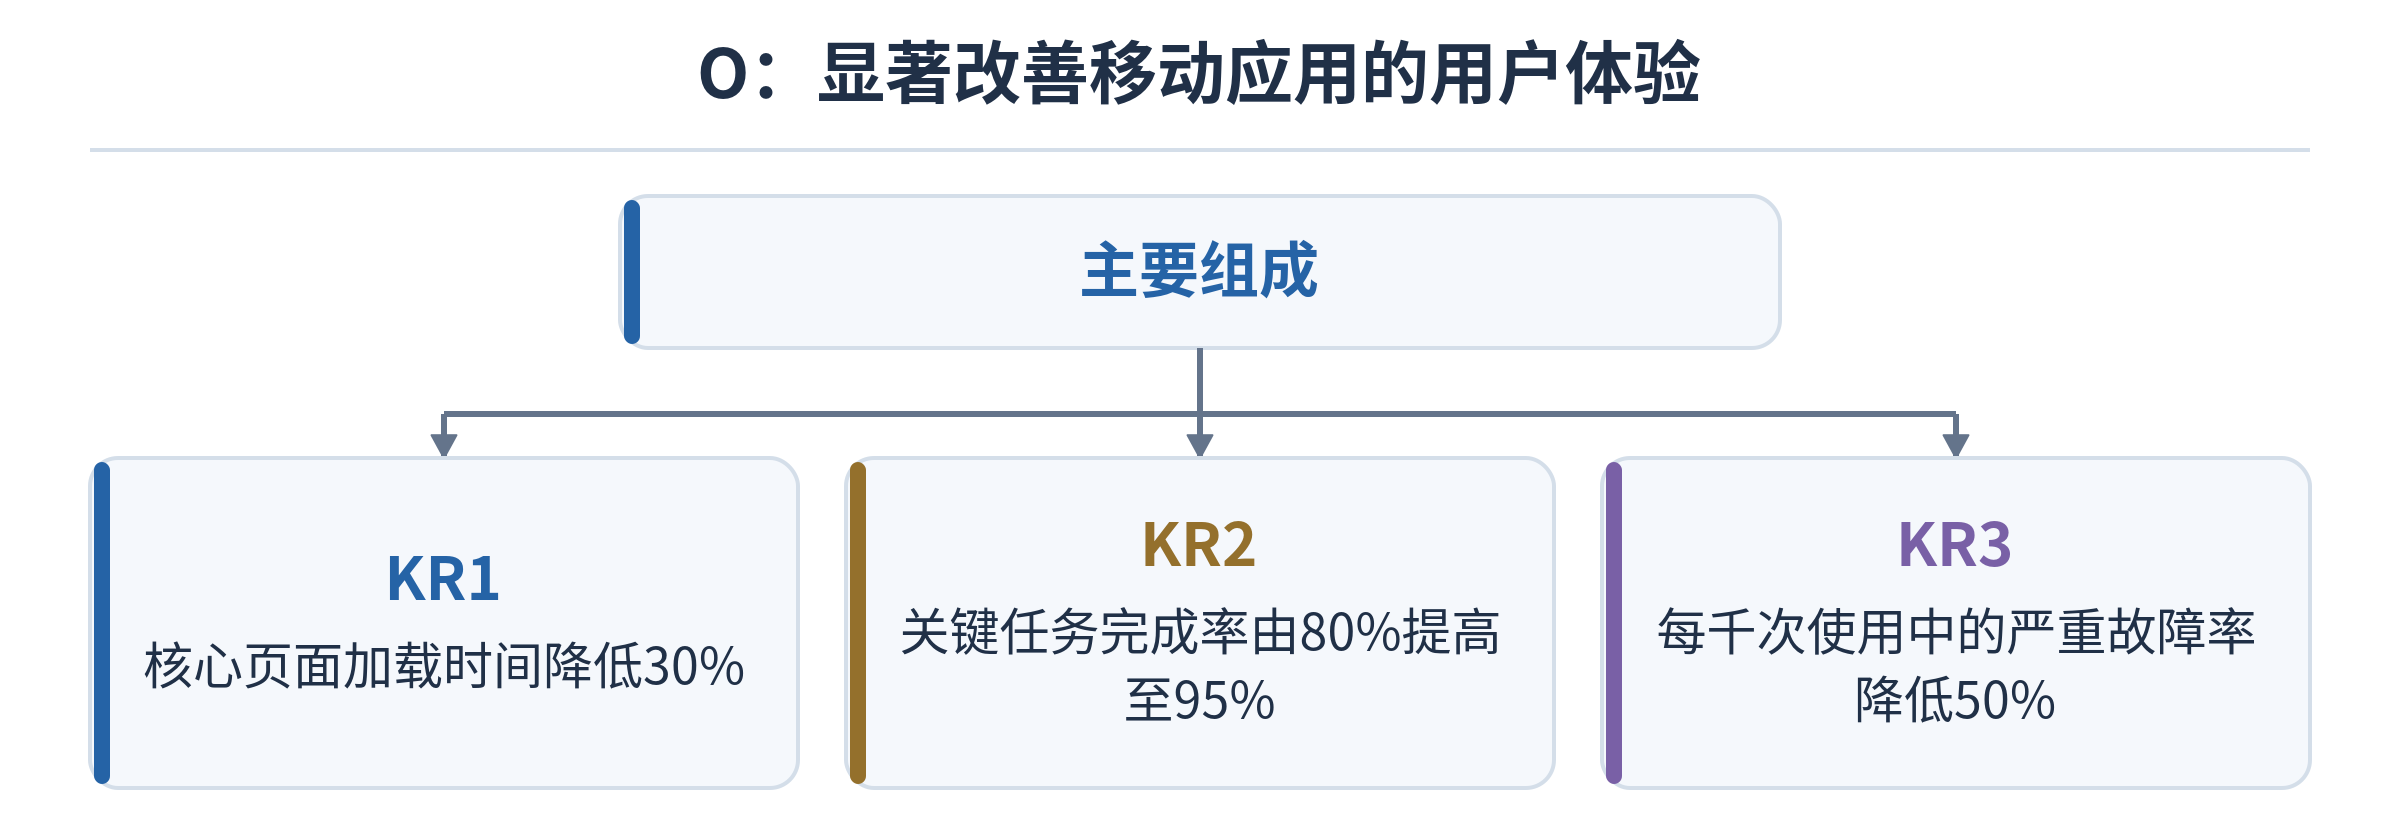 O：显著改善移动应用的用户体验
主要组成
KR1
核心页面加载时间降低30%
KR2
关键任务完成率由80%提高
至95%
KR3
每千次使用中的严重故障率
降低50%